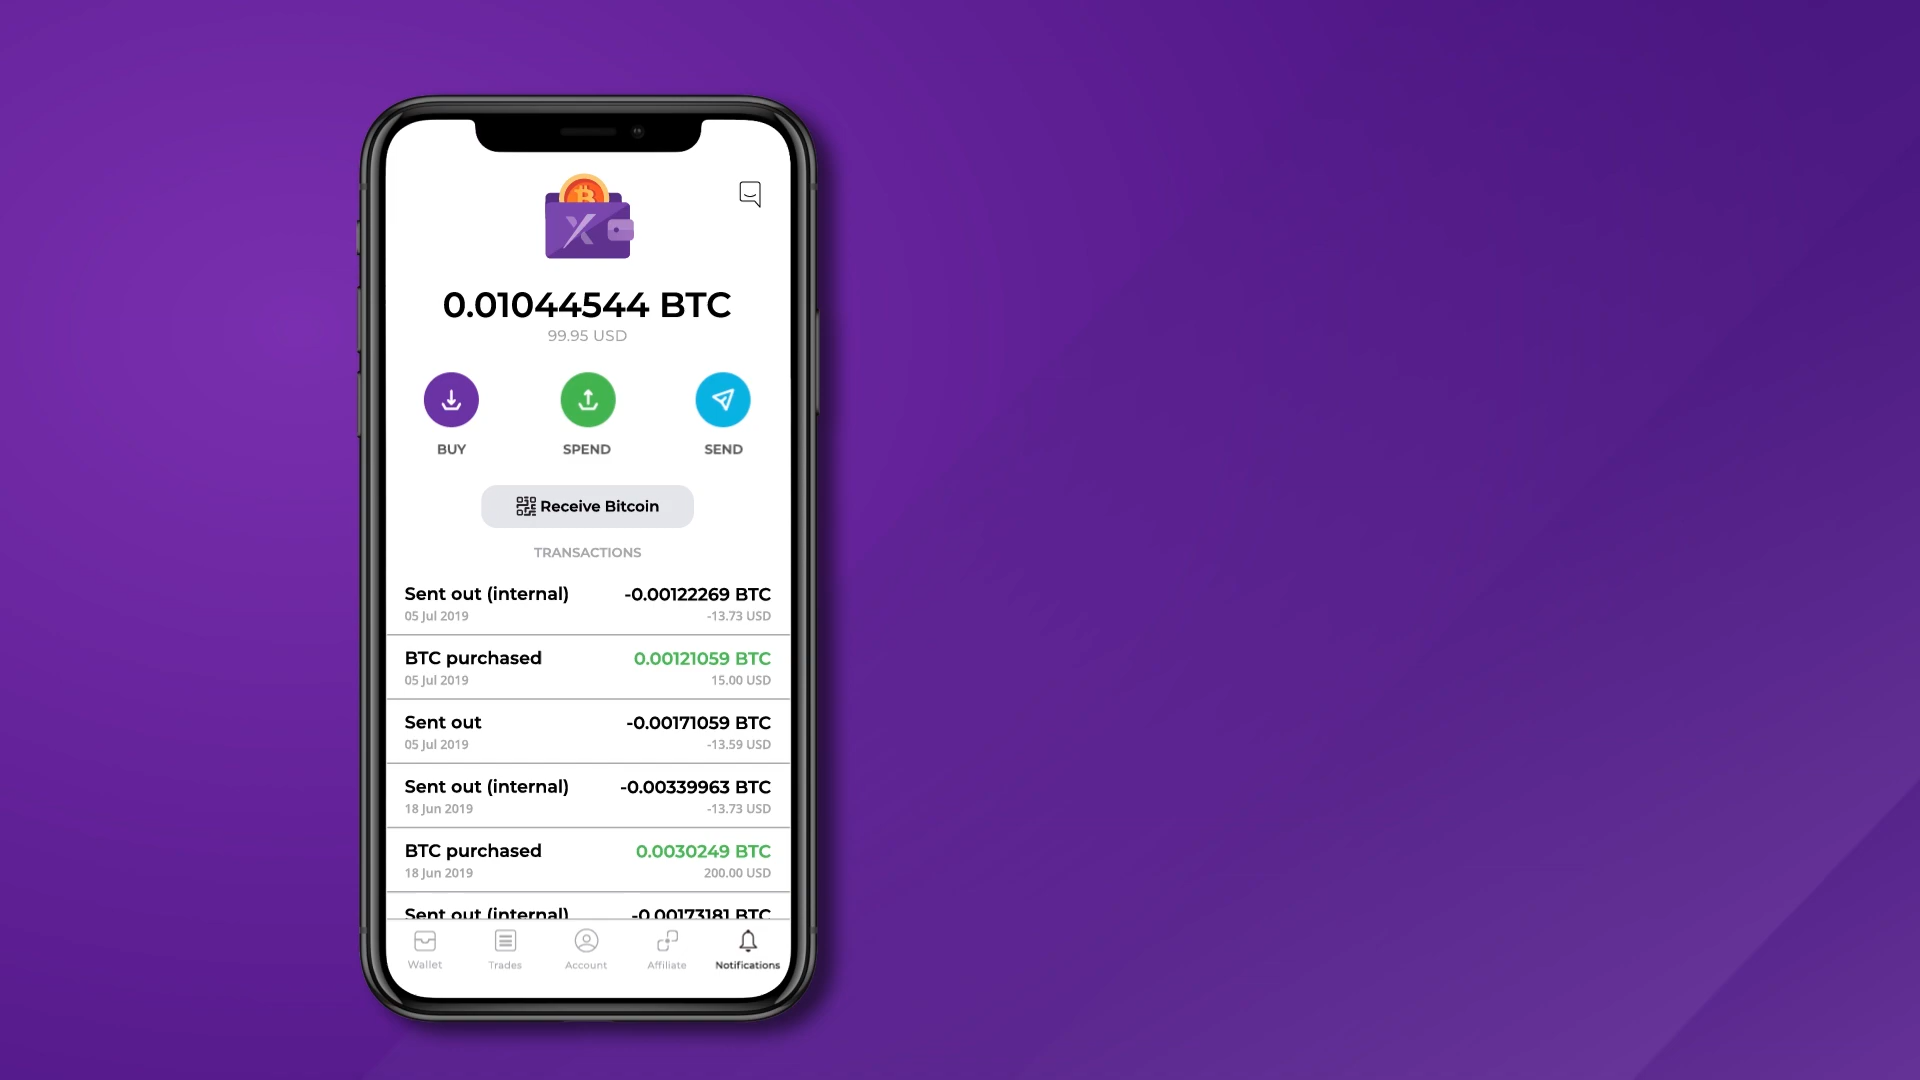 0.01044544 BTC
99.95 USD
BUY SPEND SEND
Receive Bitcoin
TRANSACTIONS
Sent out (internal) -0.00122269 BTC
05 Jul 2019 -13.73 USD
BTC purchased 0.00121059 BTC
05 Jul 2019 15.00 USD
Sent out -0.00171059 BTC
05 Jul 2019 -13.59 USD
Sent out (internal) -0.00339963 BTC
18 Jun 2019 -13.73 USD
BTC purchased 0.0030249 BTC
18 Jun 2019 200.00 USD
Sent out (internal) -0.00173181 BTC
Wallet Trades Account Affiliate Notifications